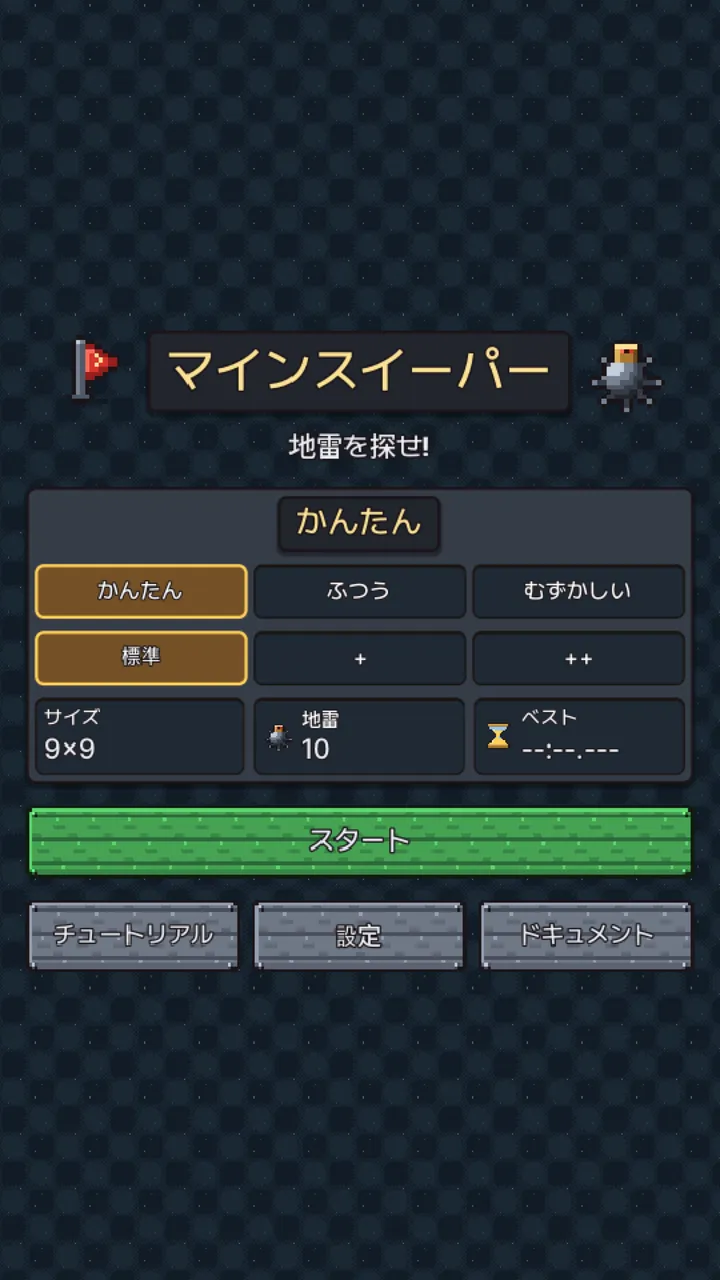 マインスイーパー
地雷を探せ!
かんたん
かんたん ふつう むずかしい
標準 + ++
サイズ 地雷 ベスト
9×9 10 --:--.---
スタート
チュートリアル 設定 ドキュメント